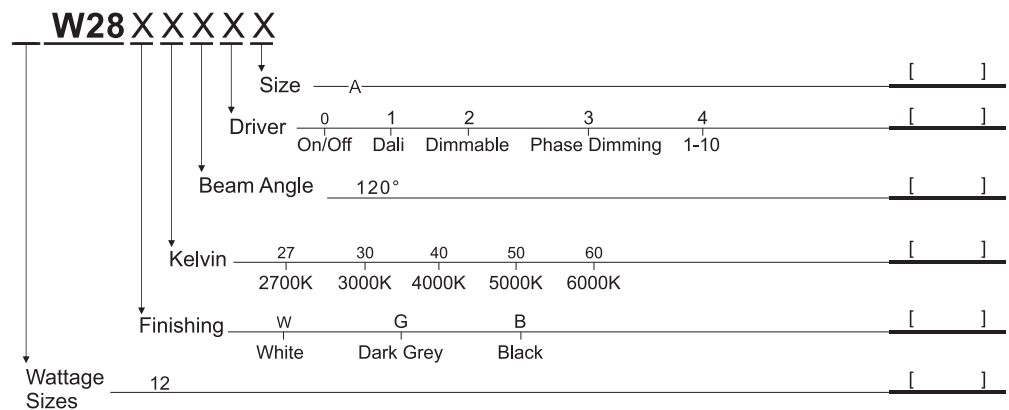 W28 X X X X X
Size A [ ]
0 1 2 3 4
Driver [ ]
On/Off Dali Dimmable Phase Dimming 1-10
Beam Angle 120° [ ]
27 30 40 50 60
Kelvin [ ]
2700K 3000K 4000K 5000K 6000K
W G B
Finishing [ ]
White Dark Grey Black
Wattage 12 [ ]
Sizes